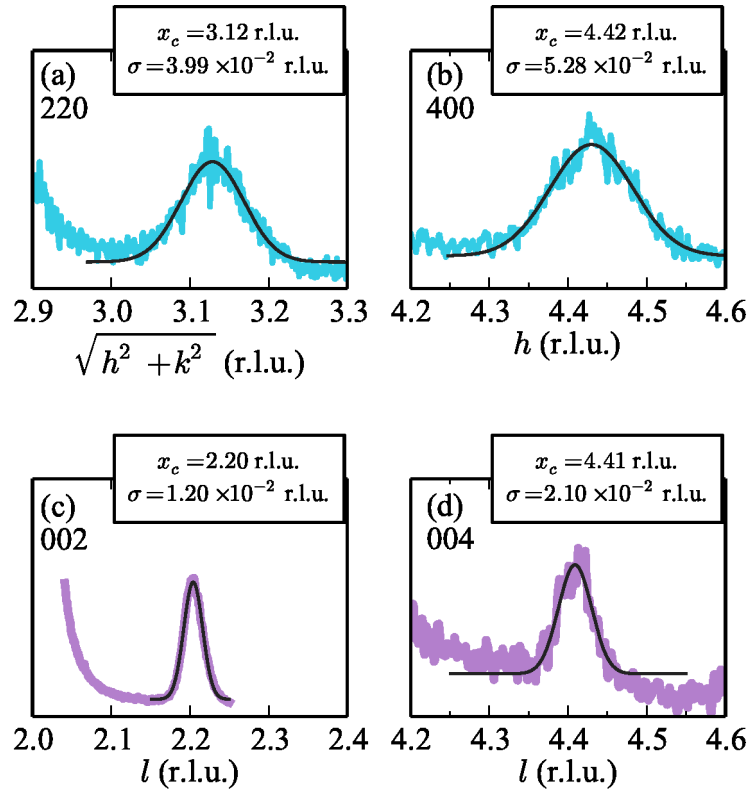 x_c=3.12 r.l.u.
σ=3.99 ×10⁻² r.l.u.
(a)
220
2.9 3.0 3.1 3.2 3.3
√h² +k² (r.l.u.)
x_c=4.42 r.l.u.
σ=5.28 ×10⁻² r.l.u.
(b)
400
4.2 4.3 4.4 4.5 4.6
h (r.l.u.)
x_c=2.20 r.l.u.
σ=1.20 ×10⁻² r.l.u.
(c)
002
2.0 2.1 2.2 2.3 2.4
l (r.l.u.)
x_c=4.41 r.l.u.
σ=2.10 ×10⁻² r.l.u.
(d)
004
4.2 4.3 4.4 4.5 4.6
l (r.l.u.)